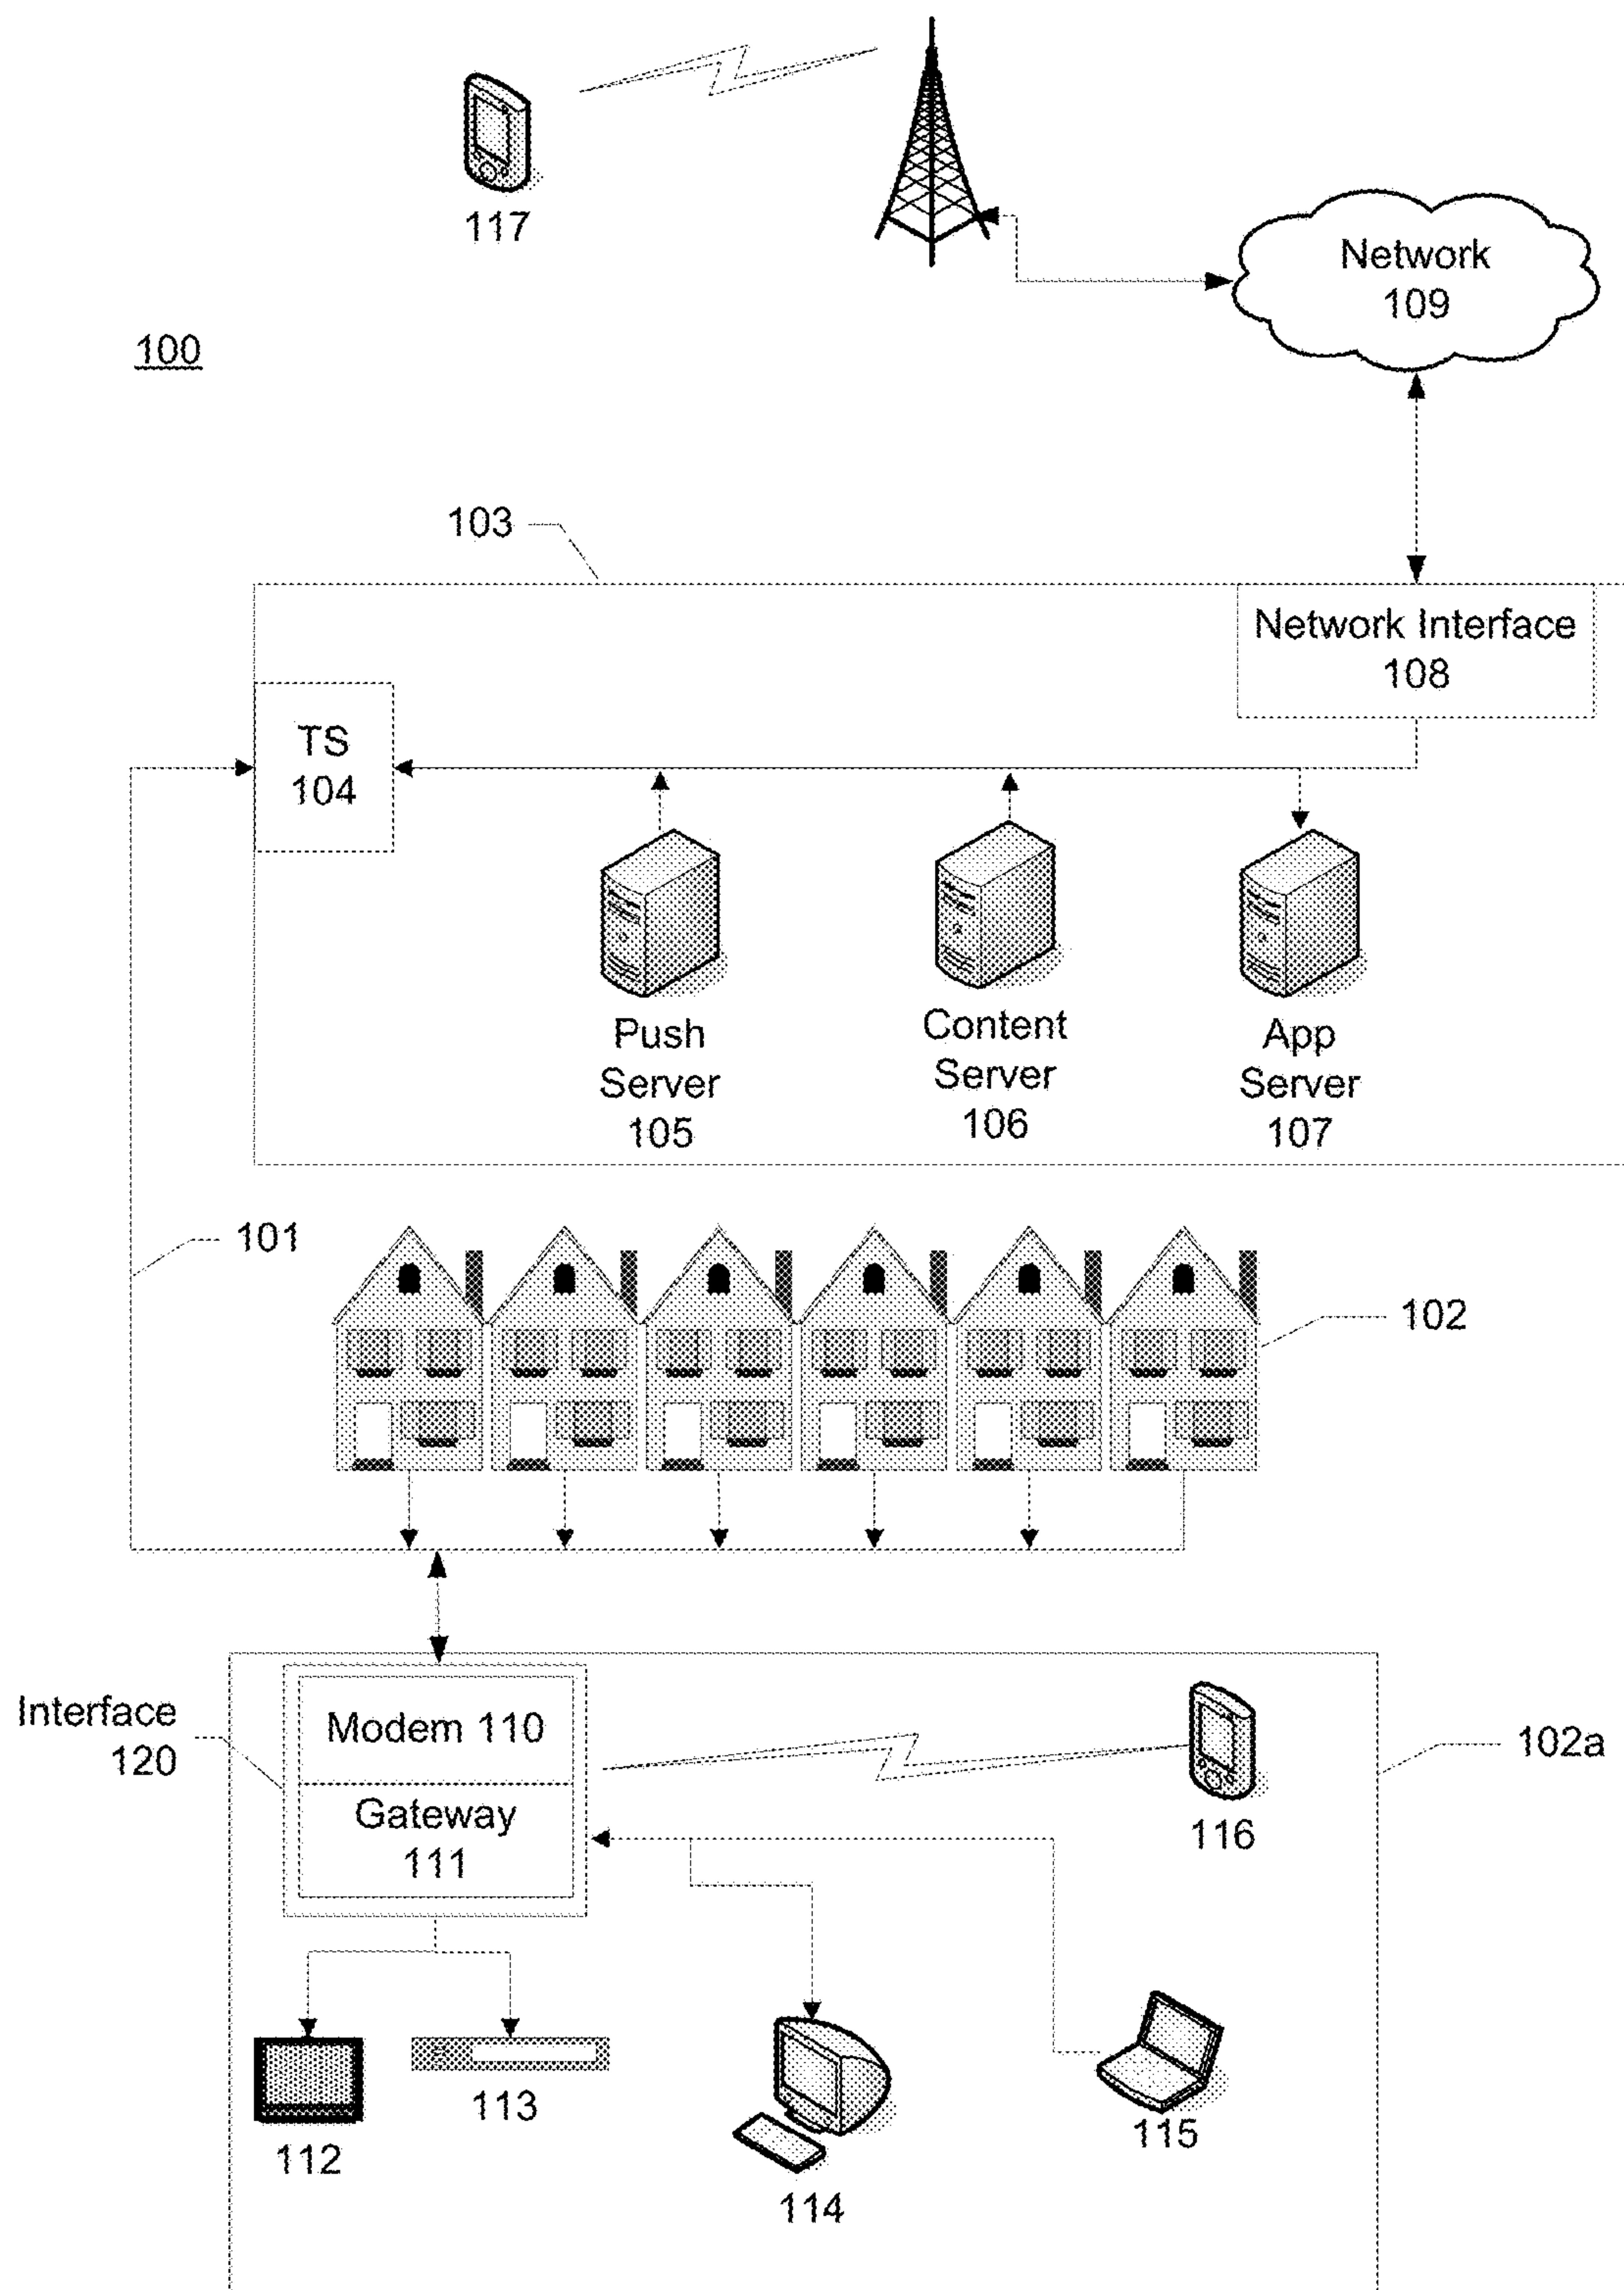 117
Network
109
100
103
Network Interface
108
TS
104
Push
Server
105
Content
Server
106
App
Server
107
101
102
Interface
120
Modem 110
Gateway
111
116
102a
112
113
114
115